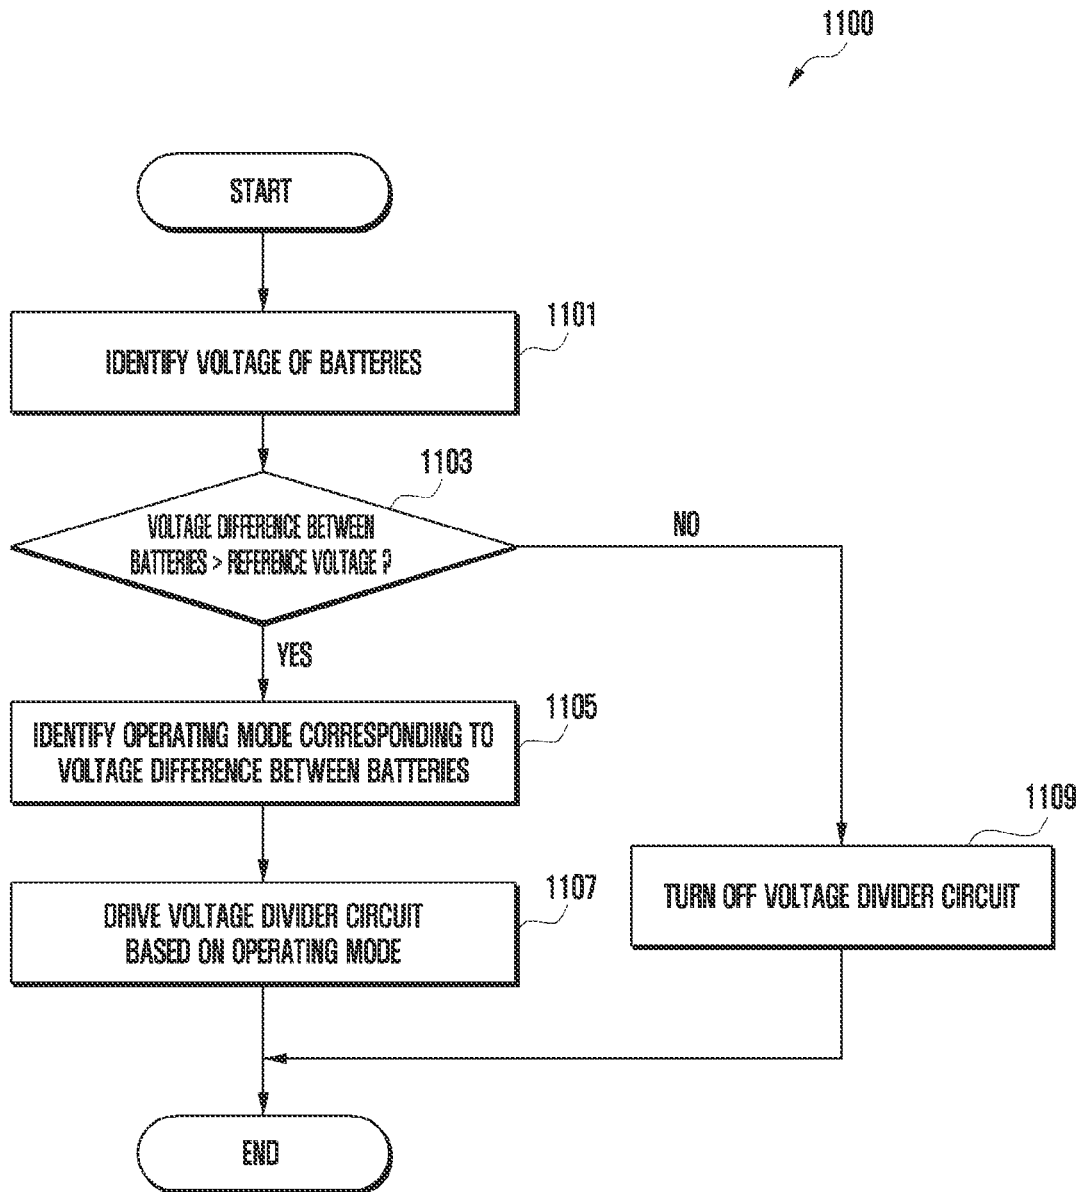 1100
START
1101
IDENTIFY VOLTAGE OF BATTERIES
1103
VOLTAGE DIFFERENCE BETWEEN
BATTERIES > REFERENCE VOLTAGE ?
NO
YES
1105
IDENTIFY OPERATING MODE CORRESPONDING TO
VOLTAGE DIFFERENCE BETWEEN BATTERIES
1109
TURN OFF VOLTAGE DIVIDER CIRCUIT
1107
DRIVE VOLTAGE DIVIDER CIRCUIT
BASED ON OPERATING MODE
END